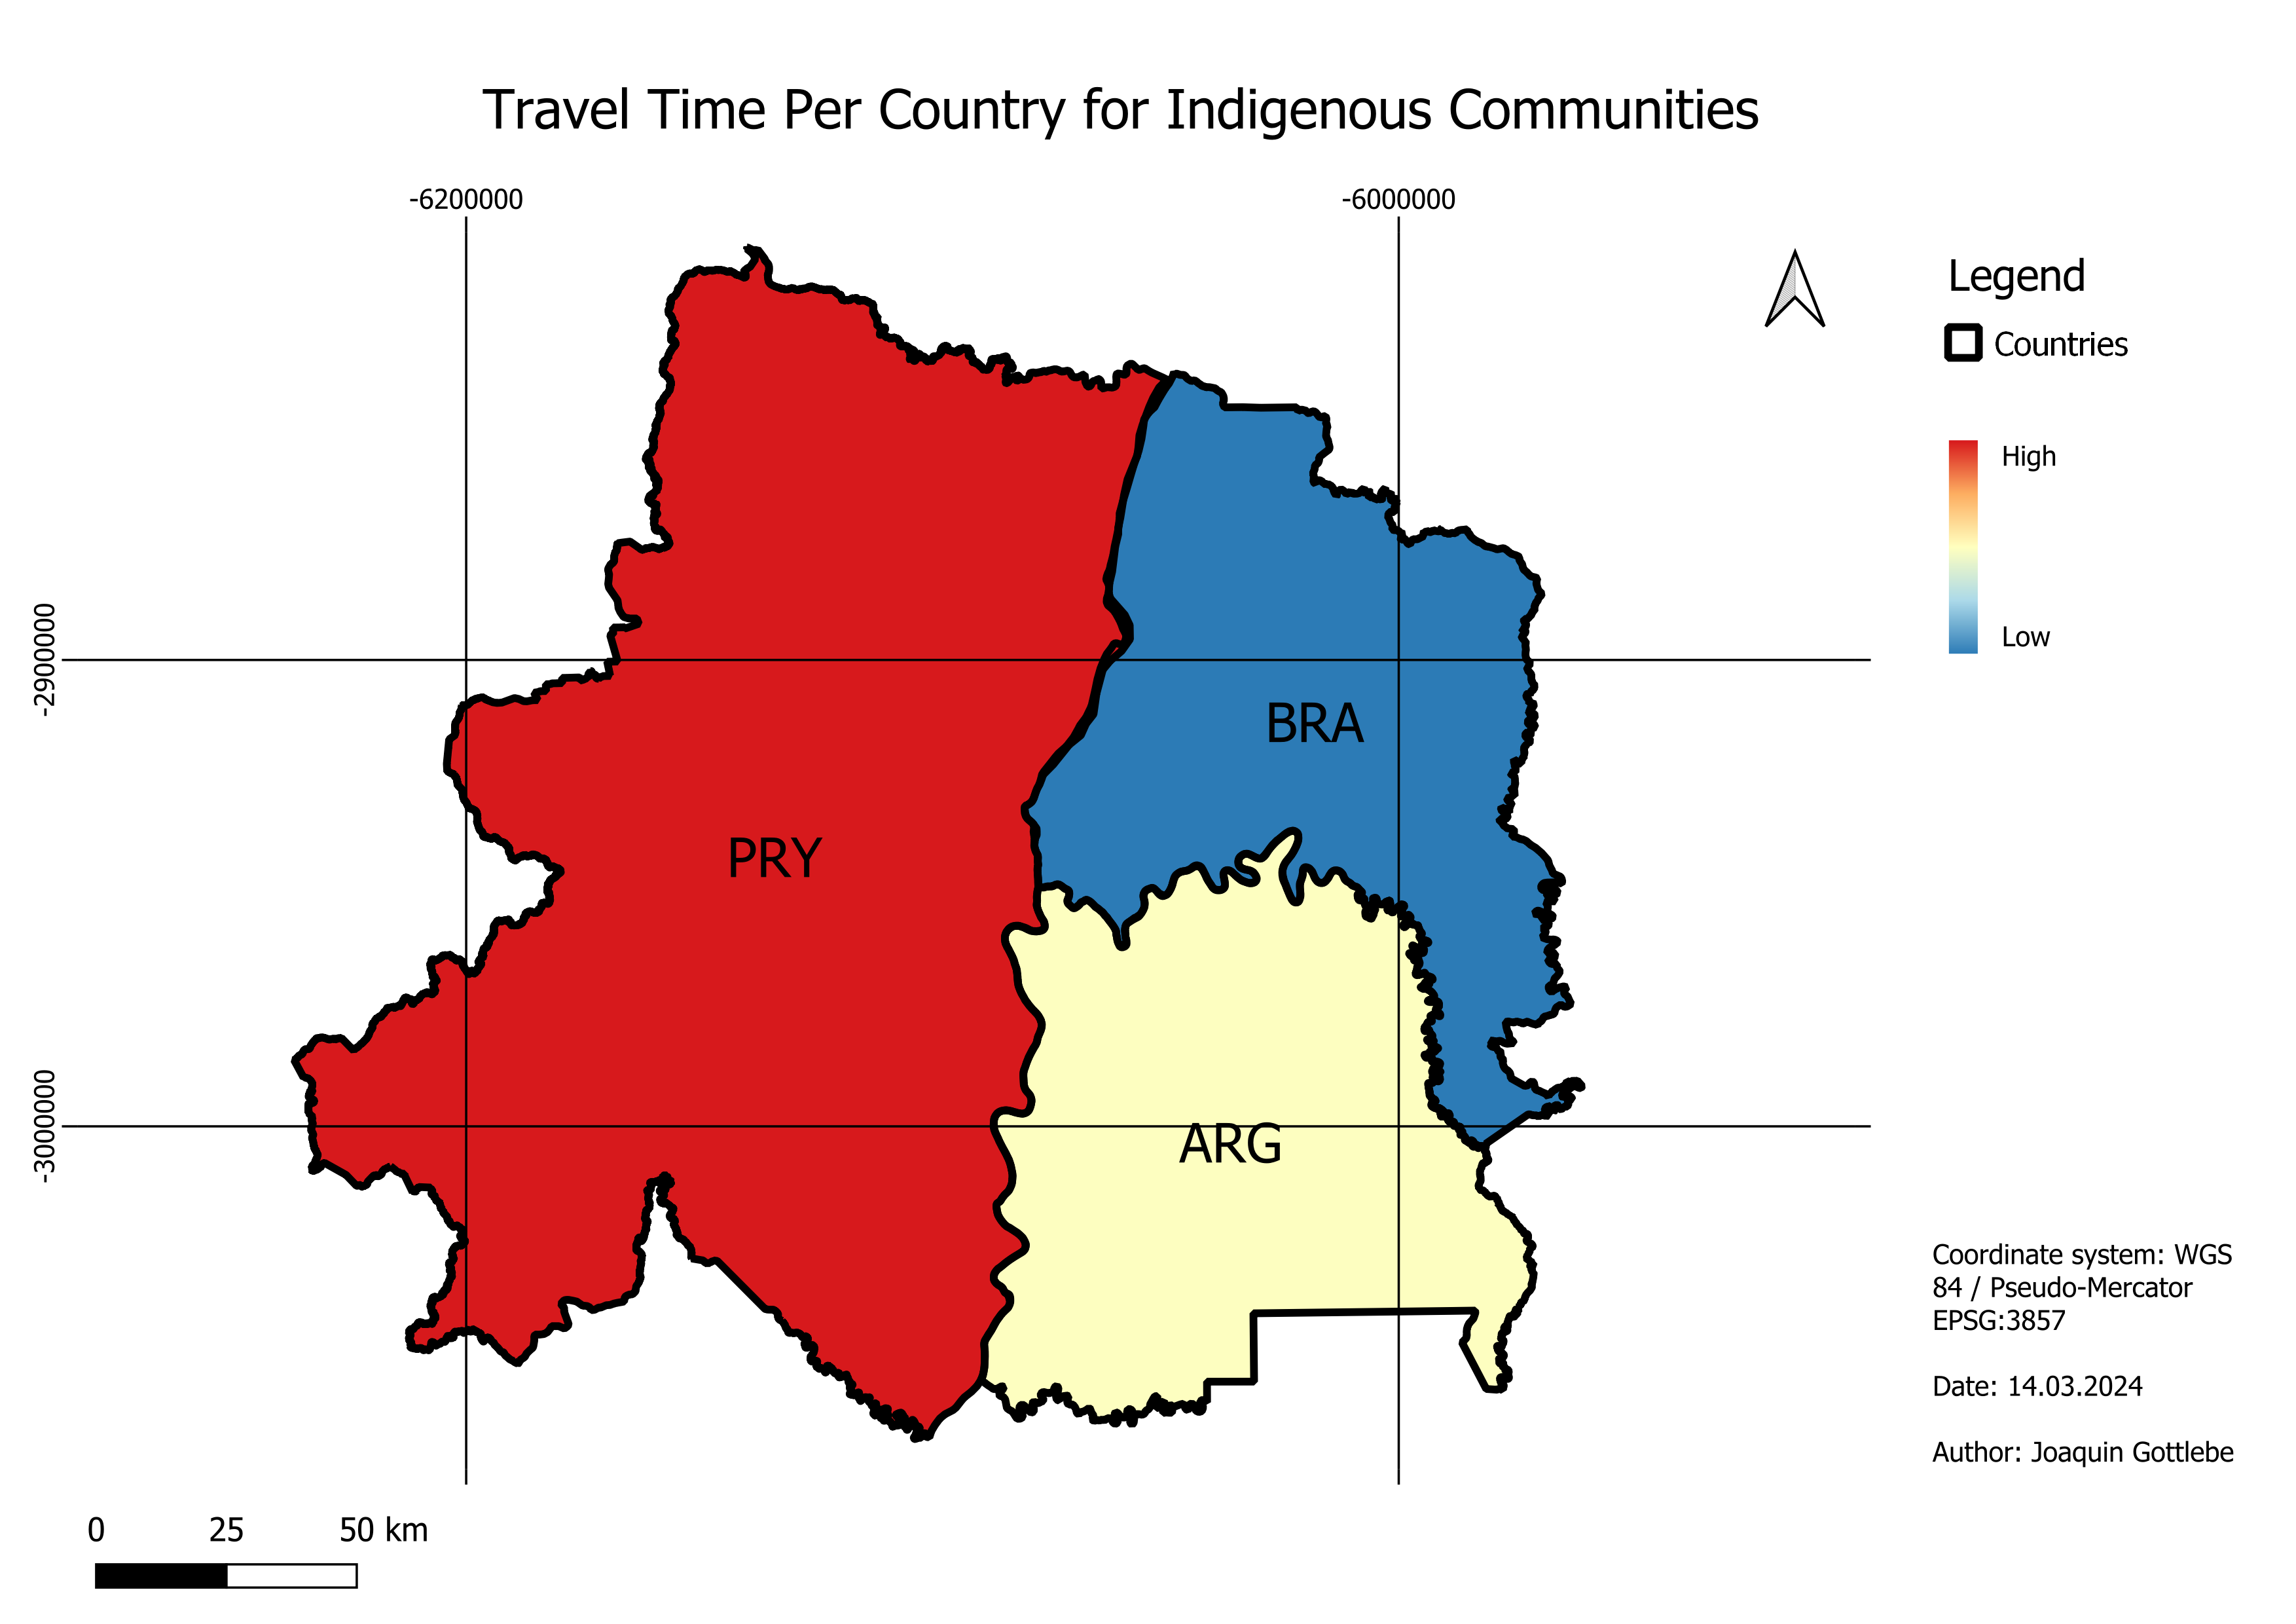 Travel Time Per Country for Indigenous Communities
-6200000
-6000000
Legend
Countries
High
Low
-2900000
BRA
PRY
-3000000
ARG
Coordinate system: WGS
84 / Pseudo-Mercator
EPSG:3857
Date: 14.03.2024
Author: Joaquin Gottlebe
0 25 50 km